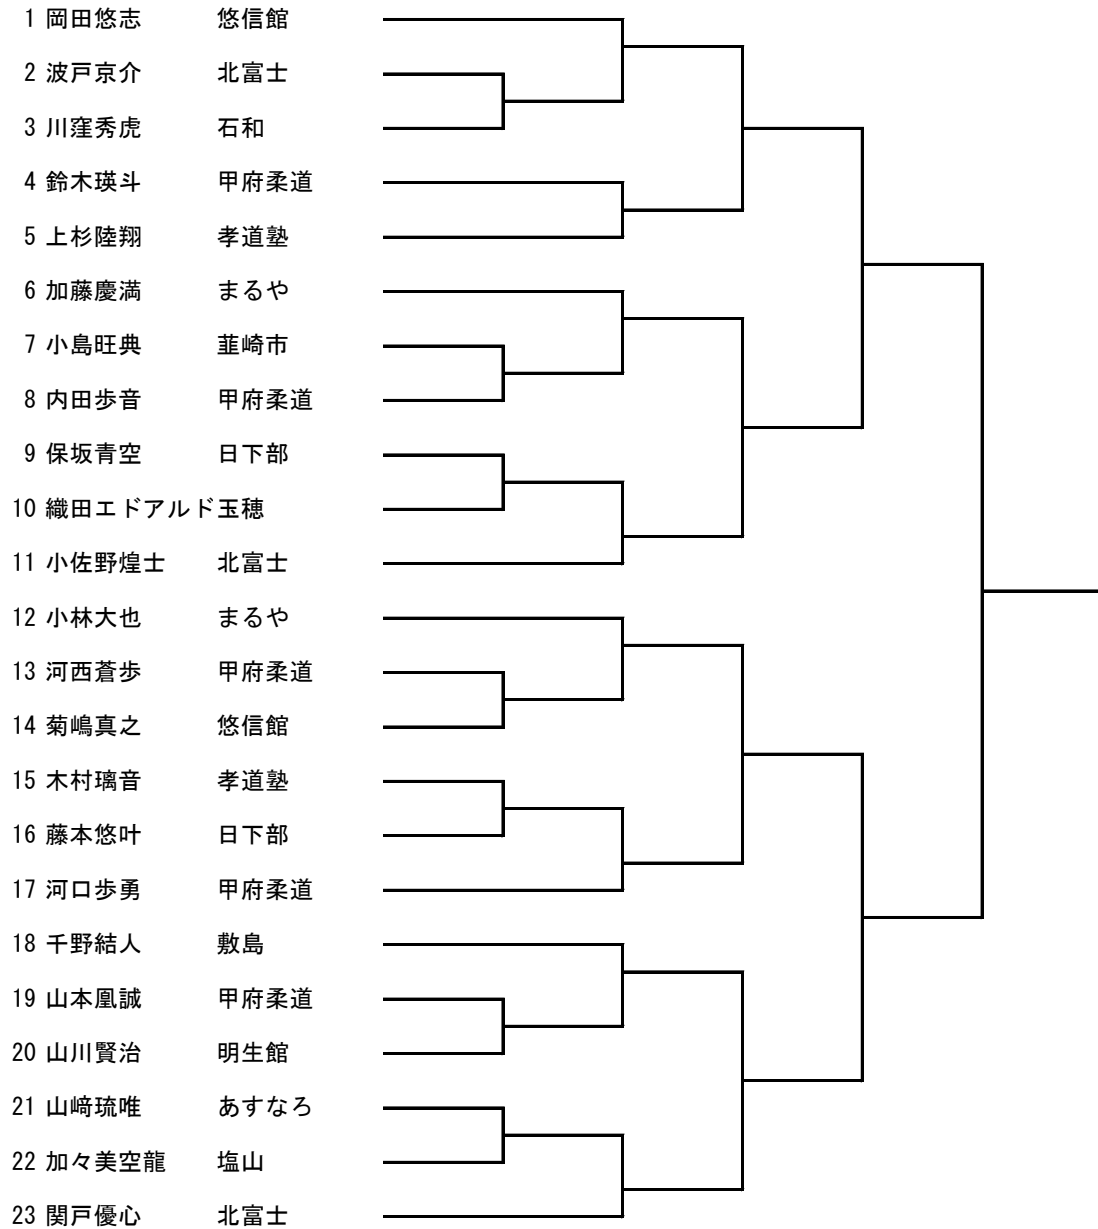 1 岡田悠志 悠信館
2 波戸京介 北富士
3 川窪秀虎 石和
4 鈴木瑛斗 甲府柔道
5 上杉陸翔 孝道塾
6 加藤慶満 まるや
7 小島旺典 韮崎市
8 内田歩音 甲府柔道
9 保坂青空 日下部
10 織田エドアルド 玉穂
11 小佐野煌士 北富士
12 小林大也 まるや
13 河西蒼歩 甲府柔道
14 菊嶋真之 悠信館
15 木村璃音 孝道塾
16 藤本悠叶 日下部
17 河口歩勇 甲府柔道
18 千野結人 敷島
19 山本凰誠 甲府柔道
20 山川賢治 明生館
21 山﨑琉唯 あすなろ
22 加々美空龍 塩山
23 関戸優心 北富士